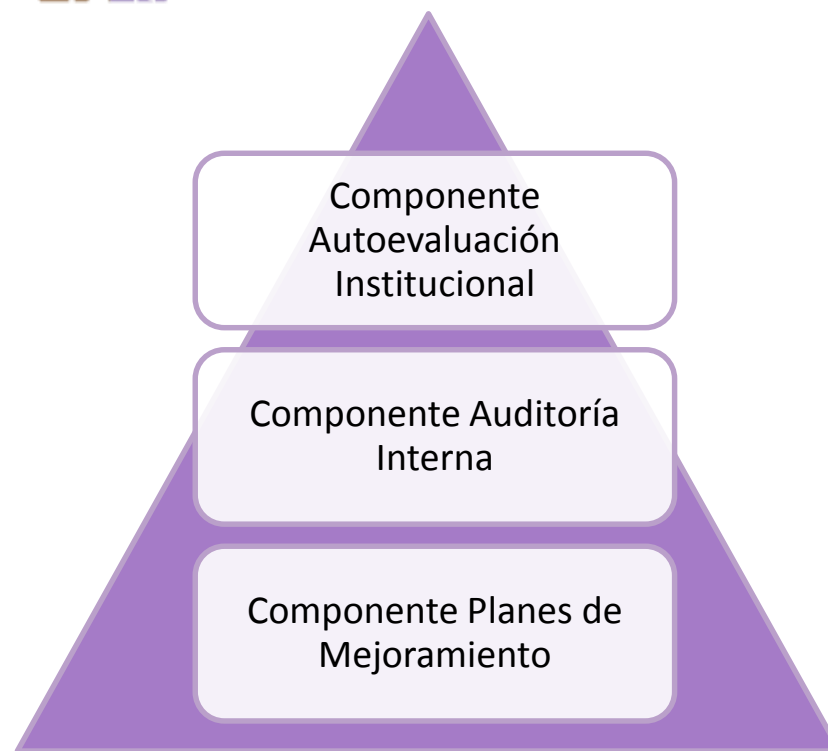 Componente
Autoevaluación
Institucional
Componente Auditoría
Interna
Componente Planes de
Mejoramiento